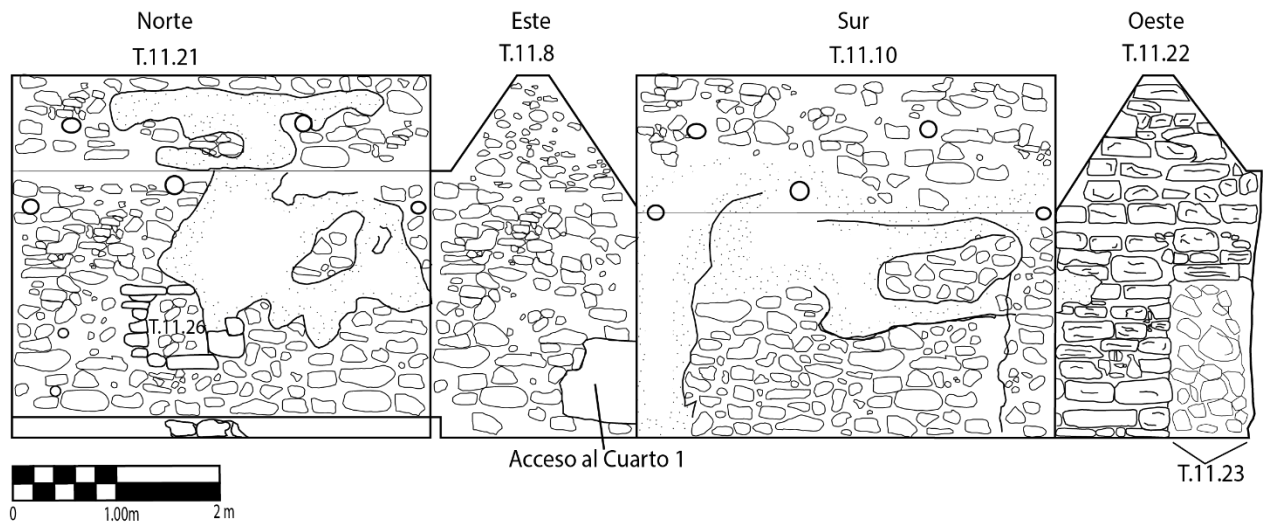 Norte
T.11.21
Este
T.11.8
Sur
T.11.10
Oeste
T.11.22
T.11.26
Acceso al Cuarto 1
T.11.23
0 1.00m 2 m